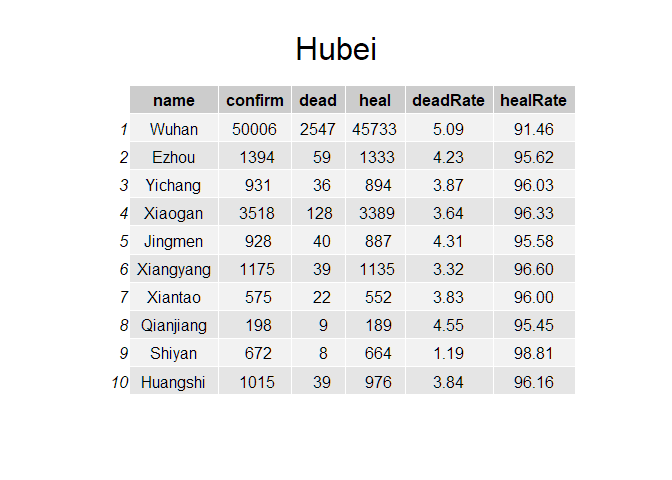 Hubei
name confirm dead heal deadRate healRate
1 Wuhan 50006 2547 45733 5.09 91.46
2 Ezhou 1394 59 1333 4.23 95.62
3 Yichang 931 36 894 3.87 96.03
4 Xiaogan 3518 128 3389 3.64 96.33
5 Jingmen 928 40 887 4.31 95.58
6 Xiangyang 1175 39 1135 3.32 96.60
7 Xiantao 575 22 552 3.83 96.00
8 Qianjiang 198 9 189 4.55 95.45
9 Shiyan 672 8 664 1.19 98.81
10 Huangshi 1015 39 976 3.84 96.16